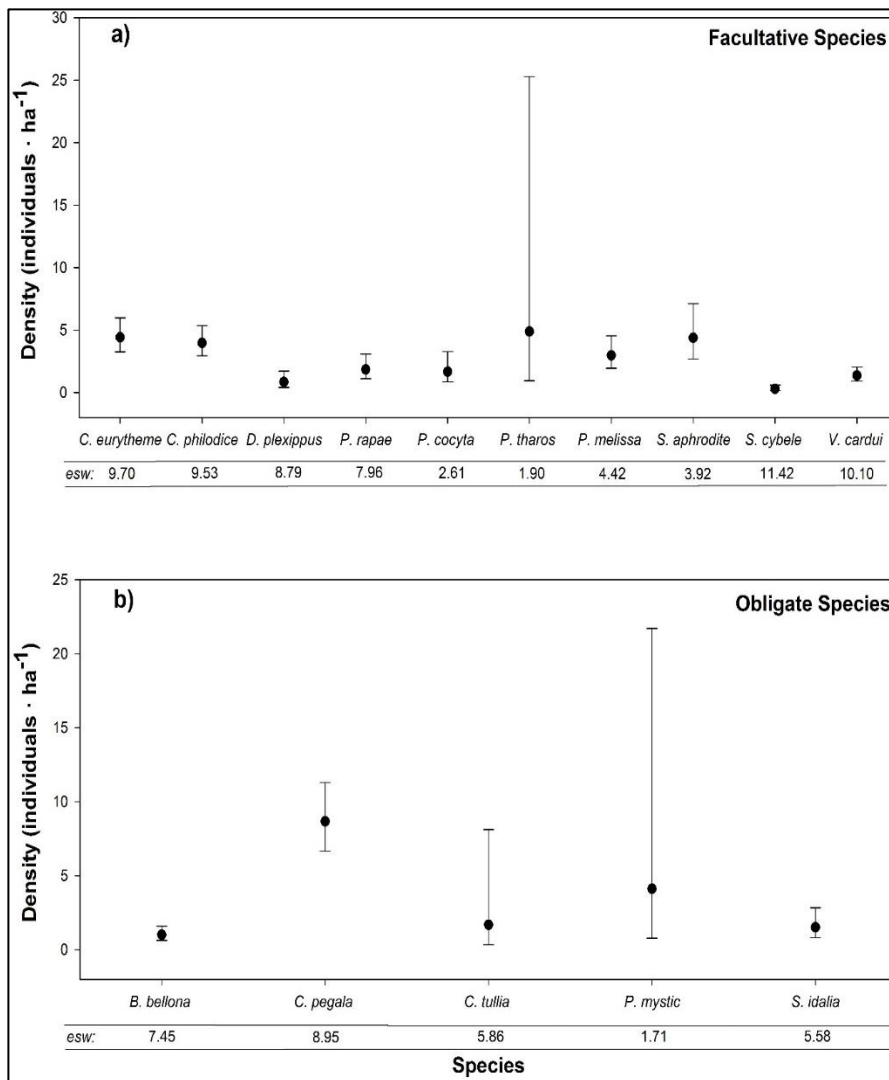 a)
Facultative Species
Density (individuals · ha⁻¹)
30
25
20
15
10
5
0
C. eurytheme C. philodice D. plexippus P. rapae P. cocyta P. tharos P. melissa S. aphrodite S. cybele V. cardui
esw: 9.70 9.53 8.79 7.96 2.61 1.90 4.42 3.92 11.42 10.10
b)
Obligate Species
Density (individuals · ha⁻¹)
25
20
15
10
5
0
B. bellona C. pegala C. tullia P. mystic S. idalia
esw: 7.45 8.95 5.86 1.71 5.58
Species